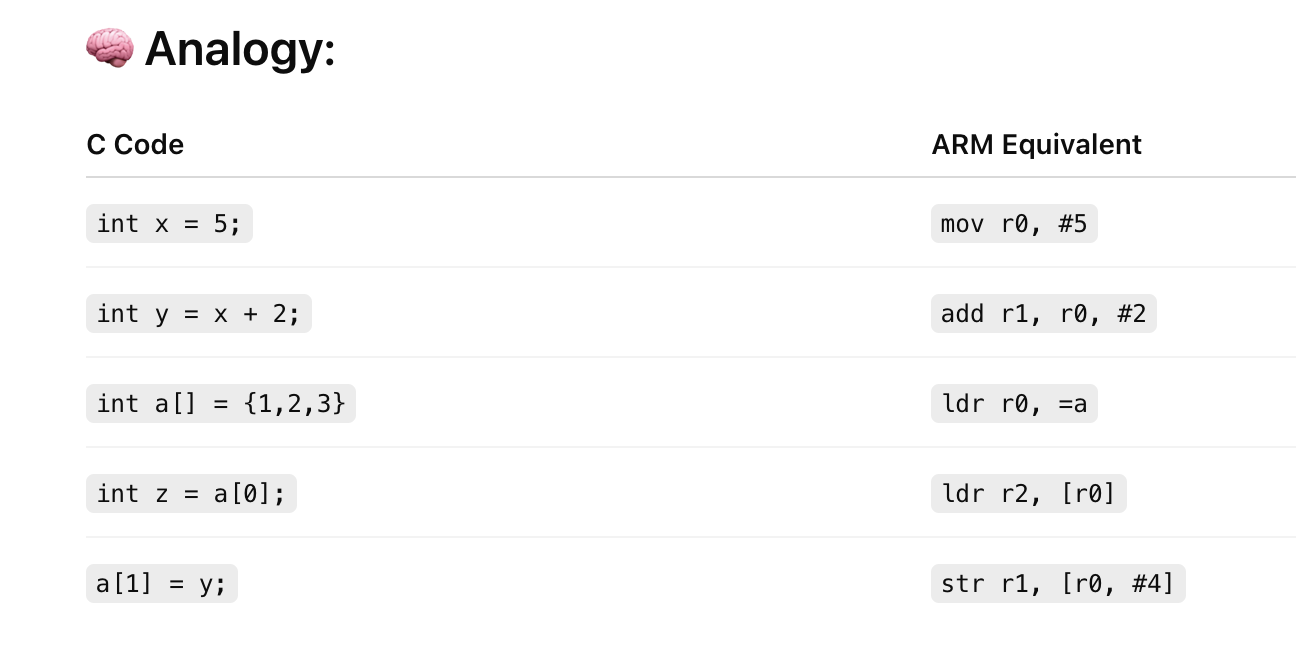 🧠 Analogy:
C Code ARM Equivalent
int x = 5; mov r0, #5
int y = x + 2; add r1, r0, #2
int a[] = {1,2,3} ldr r0, =a
int z = a[0]; ldr r2, [r0]
a[1] = y; str r1, [r0, #4]